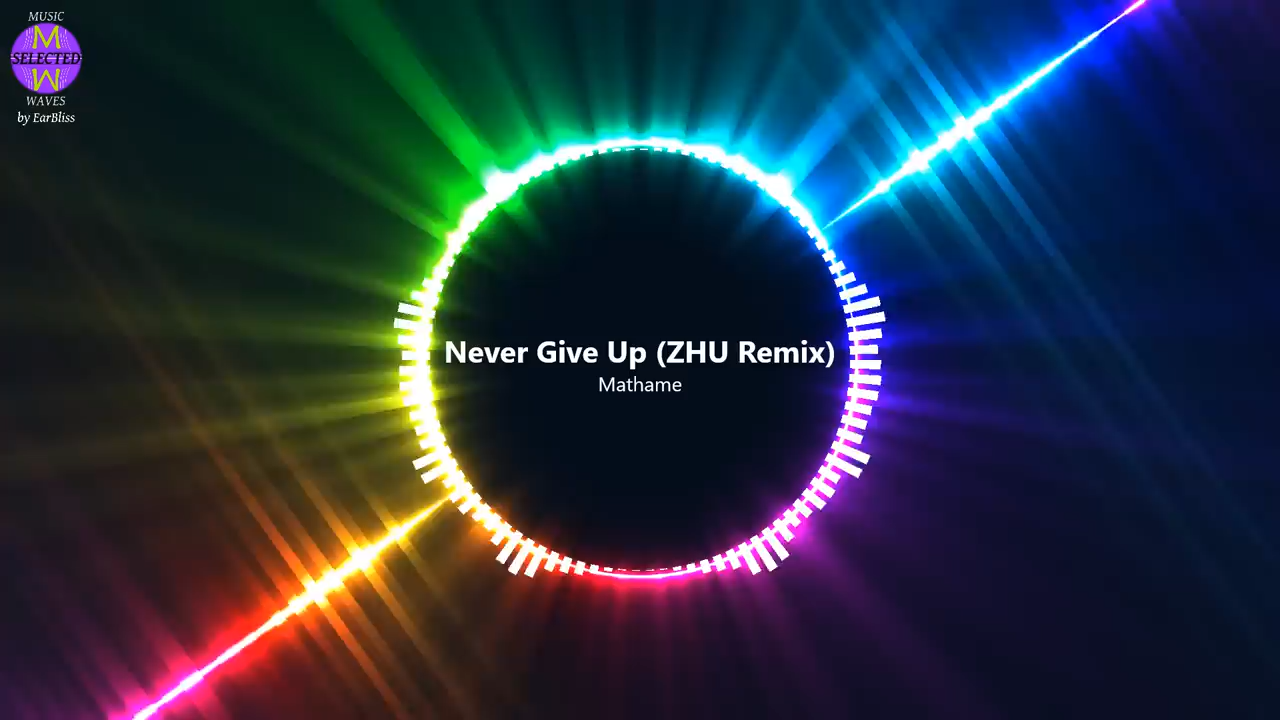 MUSIC
M
SELECTED
W
WAVES
by EarBliss
Never Give Up (ZHU Remix)
Mathame